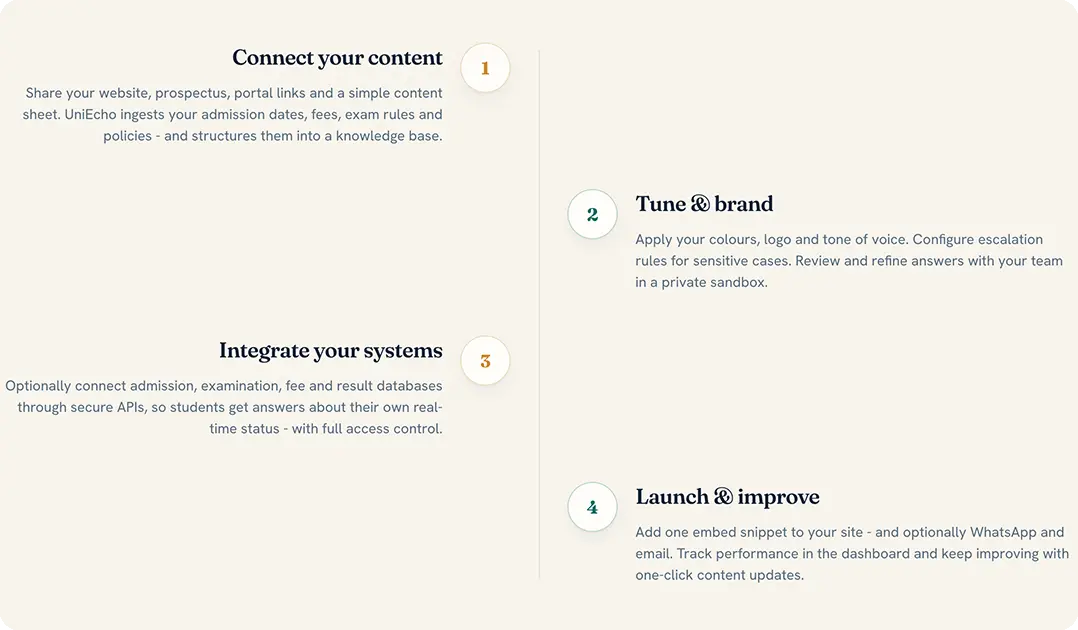 Connect your content
1
Share your website, prospectus, portal links and a simple content
sheet. UniEcho ingests your admission dates, fees, exam rules and
policies - and structures them into a knowledge base.
2
Tune & brand
Apply your colours, logo and tone of voice. Configure escalation
rules for sensitive cases. Review and refine answers with your team
in a private sandbox.
Integrate your systems
3
Optionally connect admission, examination, fee and result databases
through secure APIs, so students get answers about their own real-
time status - with full access control.
4
Launch & improve
Add one embed snippet to your site - and optionally WhatsApp and
email. Track performance in the dashboard and keep improving with
one-click content updates.